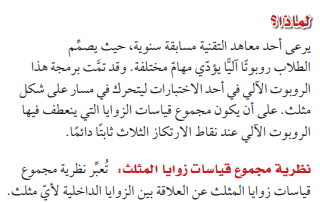 لماذا؟
يرعى أحد معاهد التقنية مسابقة سنوية، حيث يصمِّم
الطلاب روبوتًا آليًّا يؤدّي مهامّ مختلفة. وقد تمَّت برمجة هذا
الروبوت الآلي في أحد الاختبارات ليتحرك في مسار على شكل
مثلث. على أن يكون مجموع قياسات الزوايا التي ينعطف فيها
الروبوت الآلي عند نقاط الارتكاز الثلاث ثابتًا دائمًا.
نظرية مجموع قياسات زوايا المثلث: تُعبِّر نظرية مجموع
قياسات زوايا المثلث عن العلاقة بين الزوايا الداخلية لأيّ مثلث.